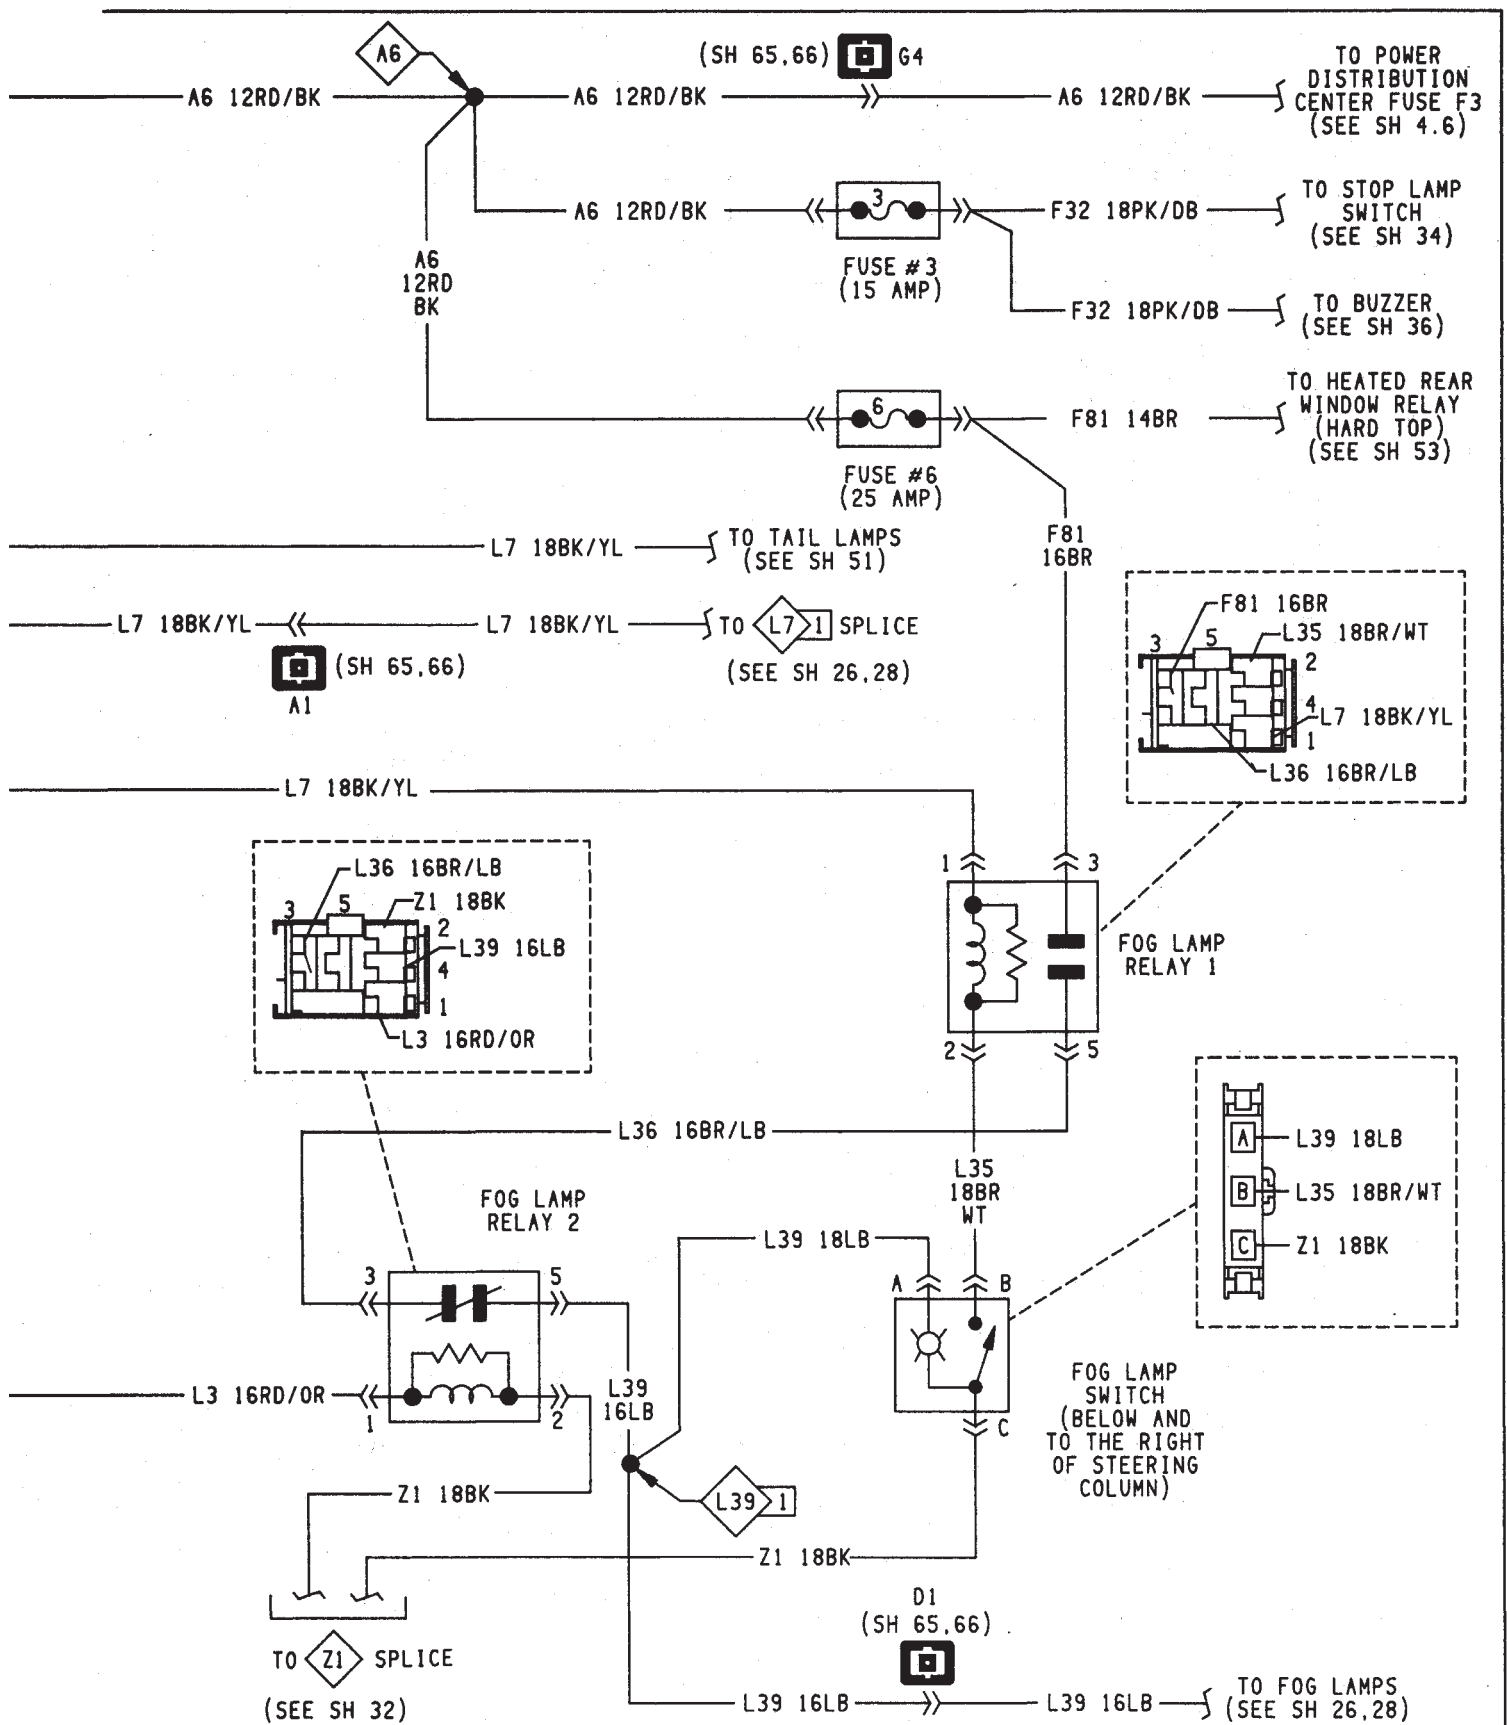 A6
(SH 65,66)
G4
TO POWER
DISTRIBUTION
CENTER FUSE F3
(SEE SH 4.6)
A6 12RD/BK
A6 12RD/BK
A6 12RD/BK
TO STOP LAMP
SWITCH
(SEE SH 34)
A6 12RD/BK
3
F32 18PK/DB
FUSE #3
(15 AMP)
A6
12RD
BK
F32 18PK/DB
TO BUZZER
(SEE SH 36)
TO HEATED REAR
WINDOW RELAY
(HARD TOP)
(SEE SH 53)
6
F81 14BR
FUSE #6
(25 AMP)
F81
16BR
L7 18BK/YL
TO TAIL LAMPS
(SEE SH 51)
L7 18BK/YL
L7 18BK/YL
TO L7 1 SPLICE
(SEE SH 26,28)
(SH 65,66)
A1
F81 16BR
L35 18BR/WT
3
5
2
4
L7 18BK/YL
1
L36 16BR/LB
L7 18BK/YL
L36 16BR/LB
Z1 18BK
3
5
2
L39 16LB
4
1
L3 16RD/OR
1
3
FOG LAMP
RELAY 1
2
5
L36 16BR/LB
L35
18BR
WT
A
L39 18LB
B
L35 18BR/WT
C
Z1 18BK
FOG LAMP
RELAY 2
L39 18LB
A
B
3
5
L3 16RD/OR
1
2
L39
16LB
C
FOG LAMP
SWITCH
(BELOW AND
TO THE RIGHT
OF STEERING
COLUMN)
Z1 18BK
L39 1
Z1 18BK
D1
(SH 65,66)
TO Z1 SPLICE
(SEE SH 32)
L39 16LB
L39 16LB
TO FOG LAMPS
(SEE SH 26,28)